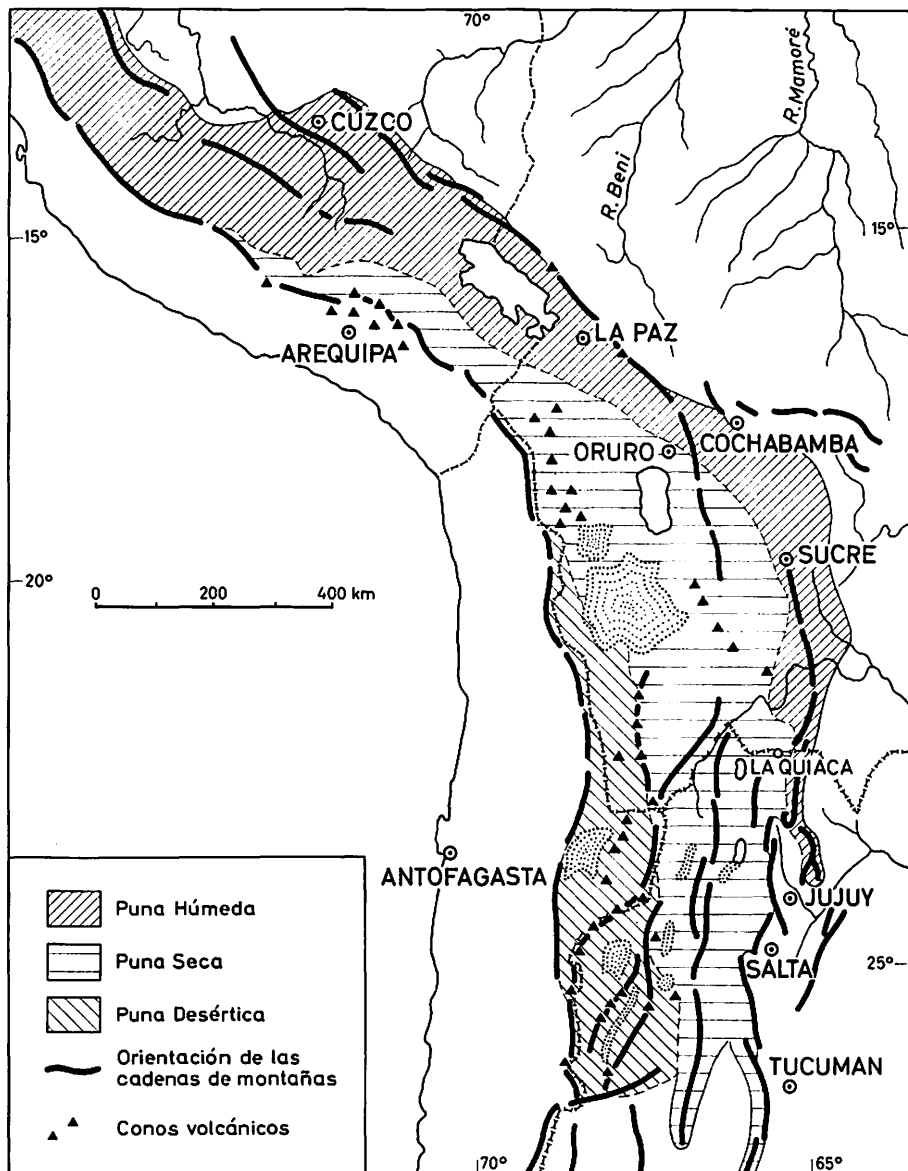 70°
R. Mamoré
CUZCO
R. Beni
15°
15°
LA PAZ
AREQUIPA
ORURO
COCHABAMBA
SUCRE
20°
0 200 400 km
LA QUIACA
ANTOFAGASTA
JUJUY
SALTA
25°
TUCUMAN
Puna Húmeda
Puna Seca
Puna Desértica
Orientación de las
cadenas de montañas
Conos volcánicos
70°
65°